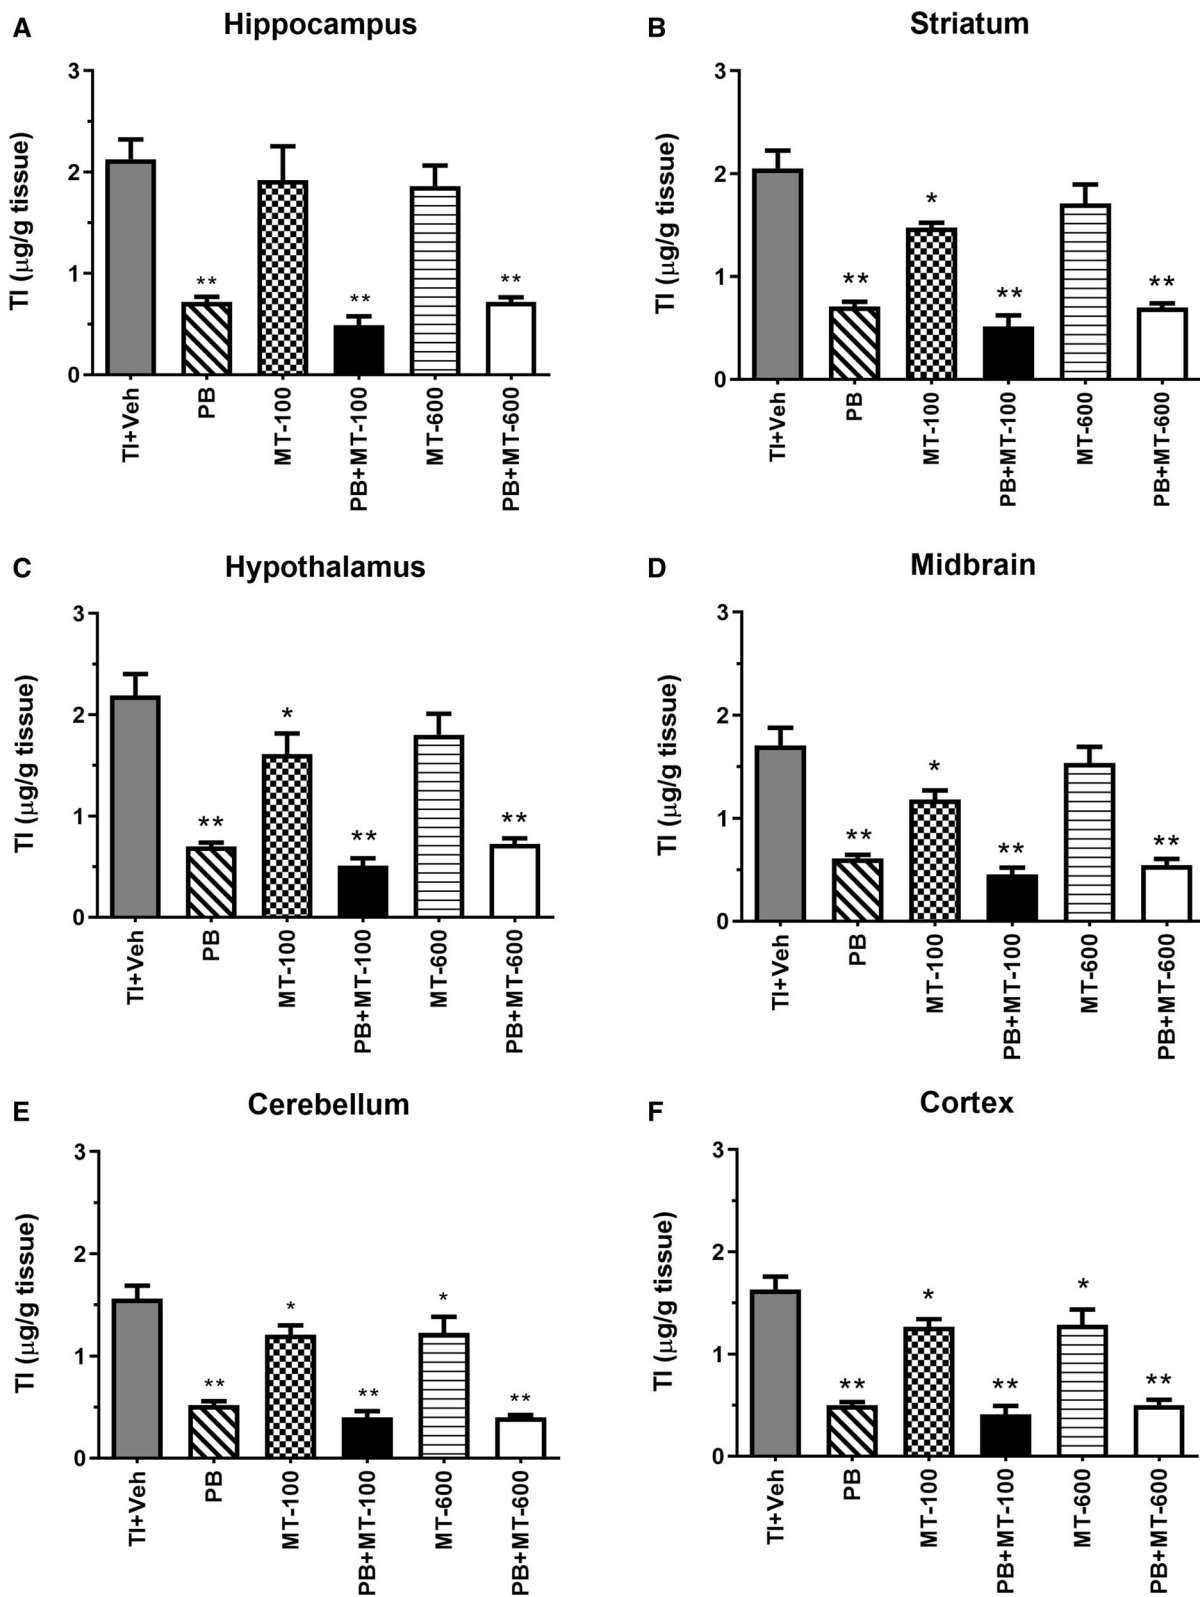 A
Hippocampus
Tl (μg/g tissue)
3
2
1
0
**
**
**
Tl+Veh
PB
MT-100
PB+MT-100
MT-600
PB+MT-600
B
Striatum
Tl (μg/g tissue)
3
2
1
0
**
*
**
**
Tl+Veh
PB
MT-100
PB+MT-100
MT-600
PB+MT-600
C
Hypothalamus
Tl (μg/g tissue)
3
2
1
0
**
*
**
**
Tl+Veh
PB
MT-100
PB+MT-100
MT-600
PB+MT-600
D
Midbrain
Tl (μg/g tissue)
3
2
1
0
**
*
**
**
Tl+Veh
PB
MT-100
PB+MT-100
MT-600
PB+MT-600
E
Cerebellum
Tl (μg/g tissue)
3
2
1
0
**
*
**
*
**
Tl+Veh
PB
MT-100
PB+MT-100
MT-600
PB+MT-600
F
Cortex
Tl (μg/g tissue)
3
2
1
0
**
*
**
*
**
Tl+Veh
PB
MT-100
PB+MT-100
MT-600
PB+MT-600